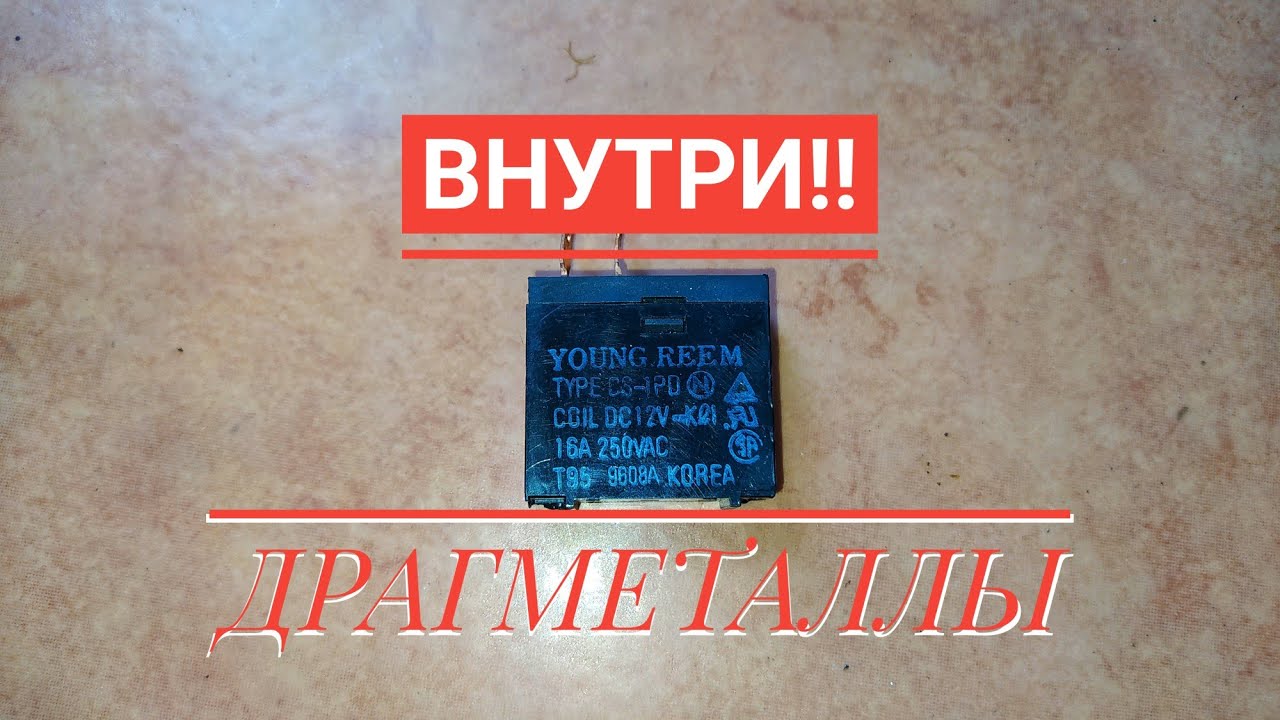 ВНУТРИ!!
YOUNG REEM
TYPE CS-1PD N
COIL DC12V
16A 250VAC
T95 9608A KOREA
ДРАГМЕТАЛЛЫ